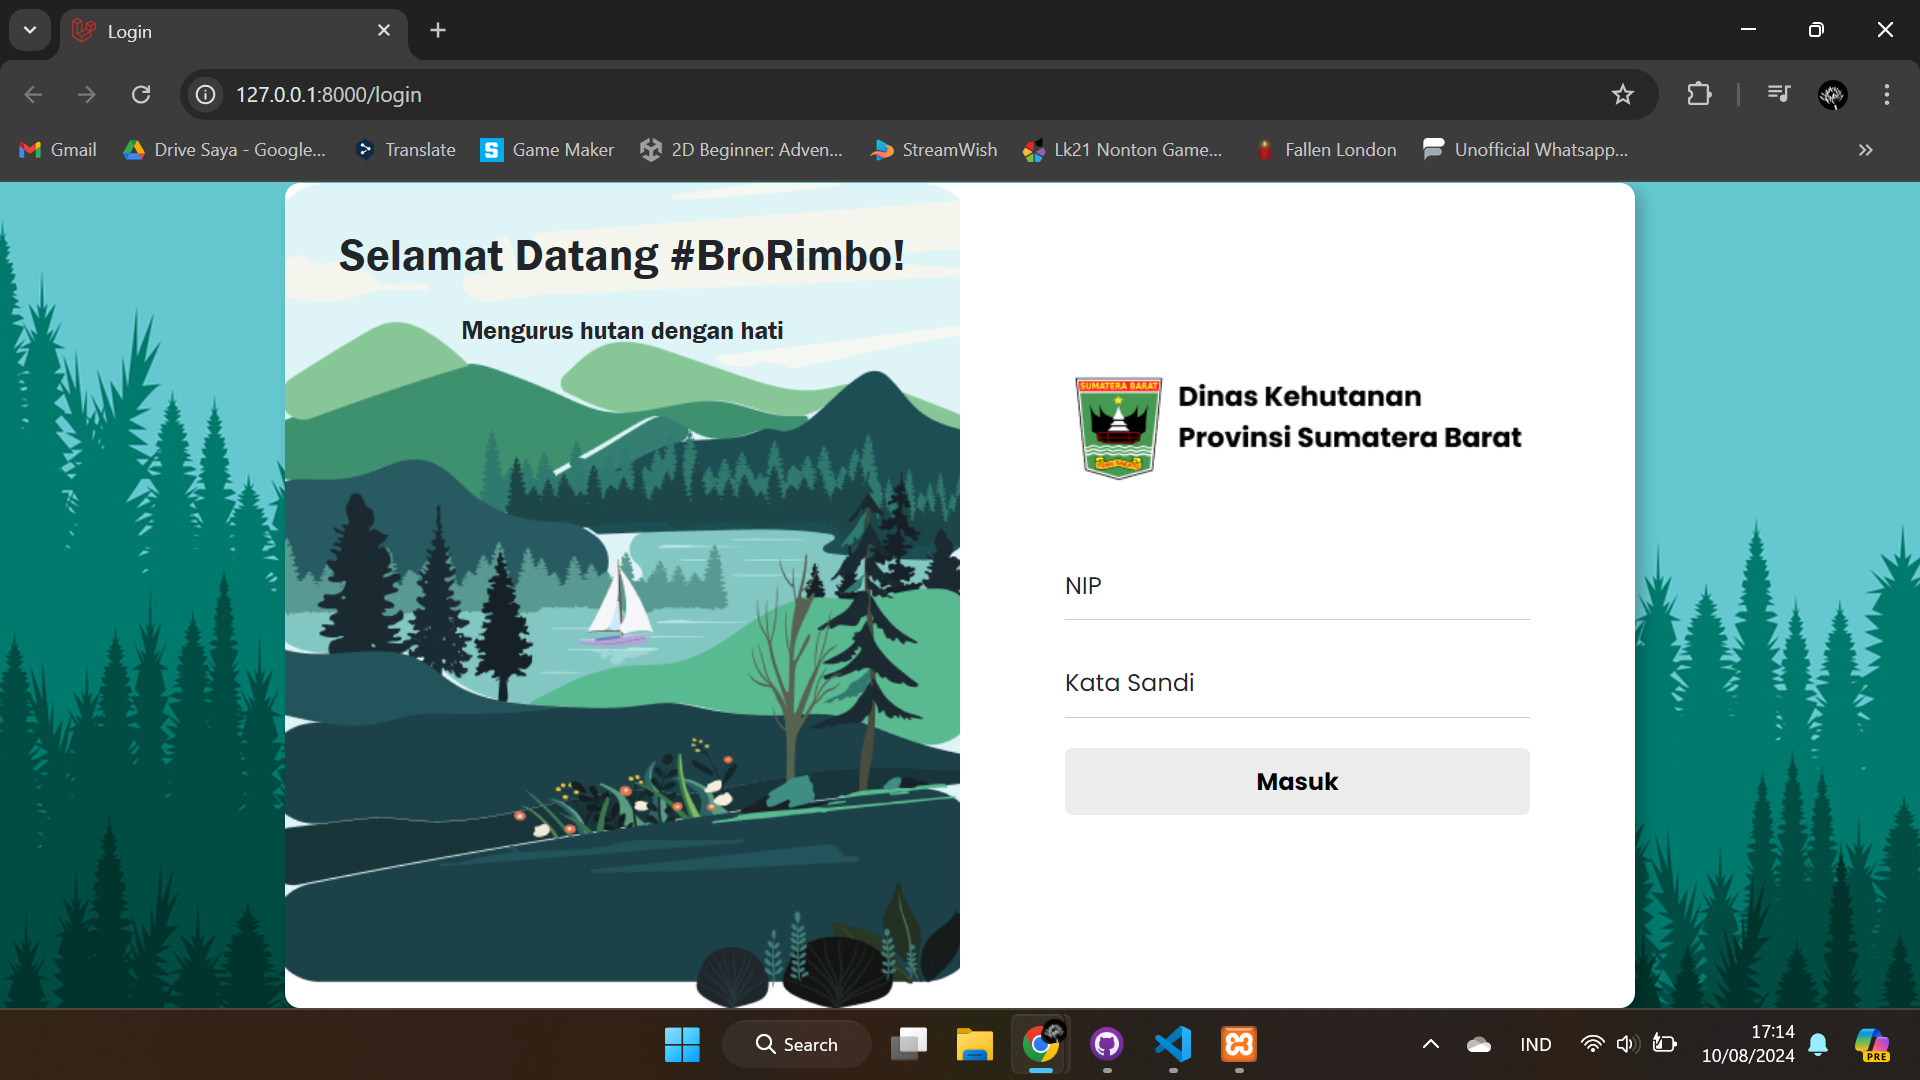 Login
127.0.0.1:8000/login
Gmail
Drive Saya - Google...
Translate
Game Maker
2D Beginner: Adven...
StreamWish
Lk21 Nonton Game...
Fallen London
Unofficial Whatsapp...
Selamat Datang #BroRimbo!
Mengurus hutan dengan hati
SUMATERA BARAT
Dinas Kehutanan
Provinsi Sumatera Barat
NIP
Kata Sandi
Masuk
Search
IND
17:14
10/08/2024
PRE